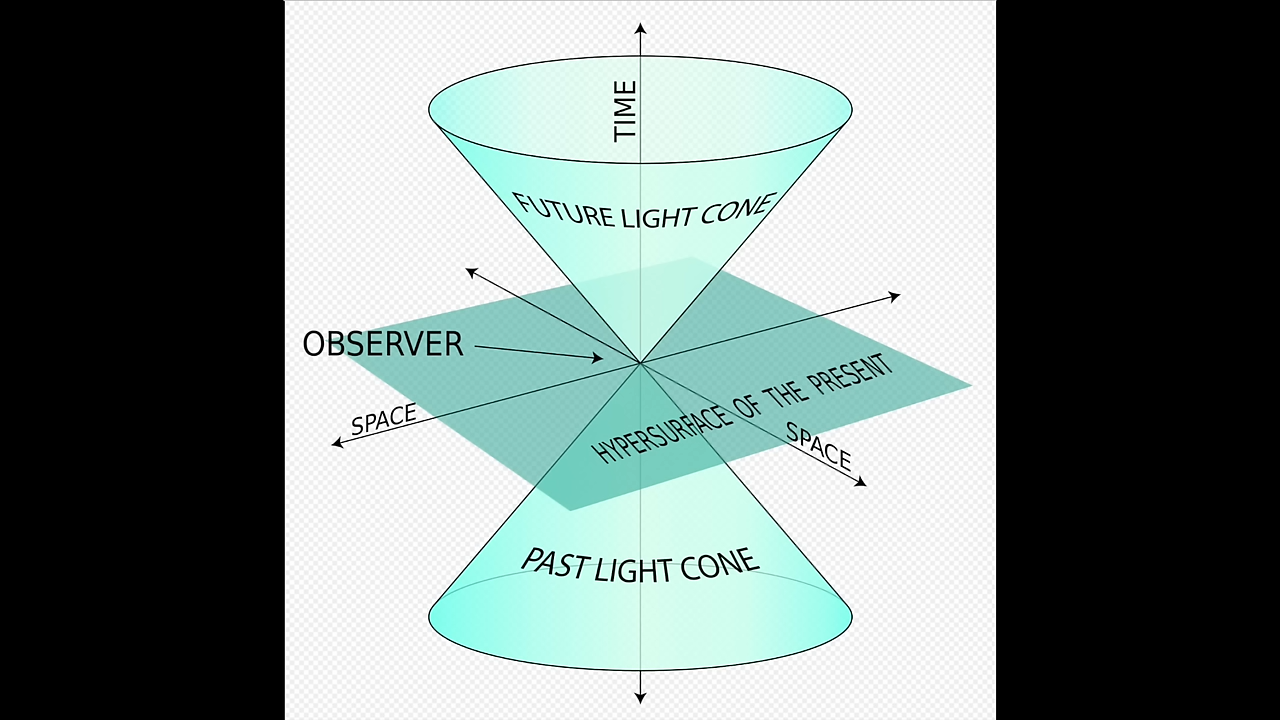 TIME
FUTURE LIGHT CONE
OBSERVER
SPACE
HYPERSURFACE OF THE PRESENT
SPACE
PAST LIGHT CONE